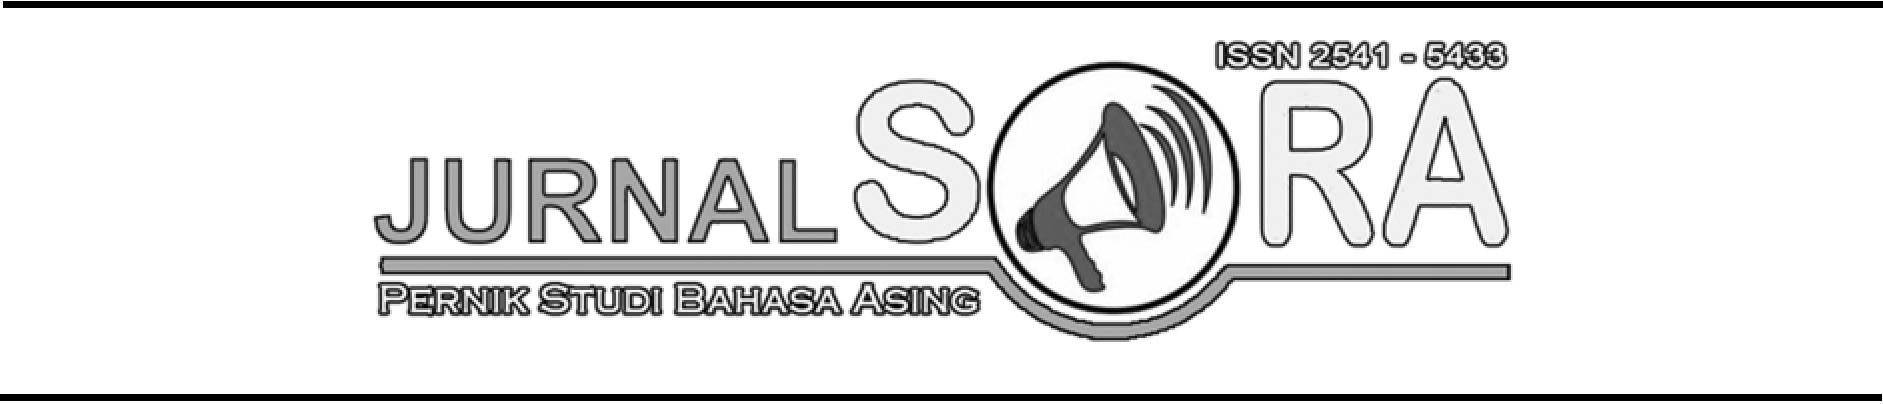 ISSN 2541 - 5433
JURNAL SORA
PERNIK STUDI BAHASA ASING